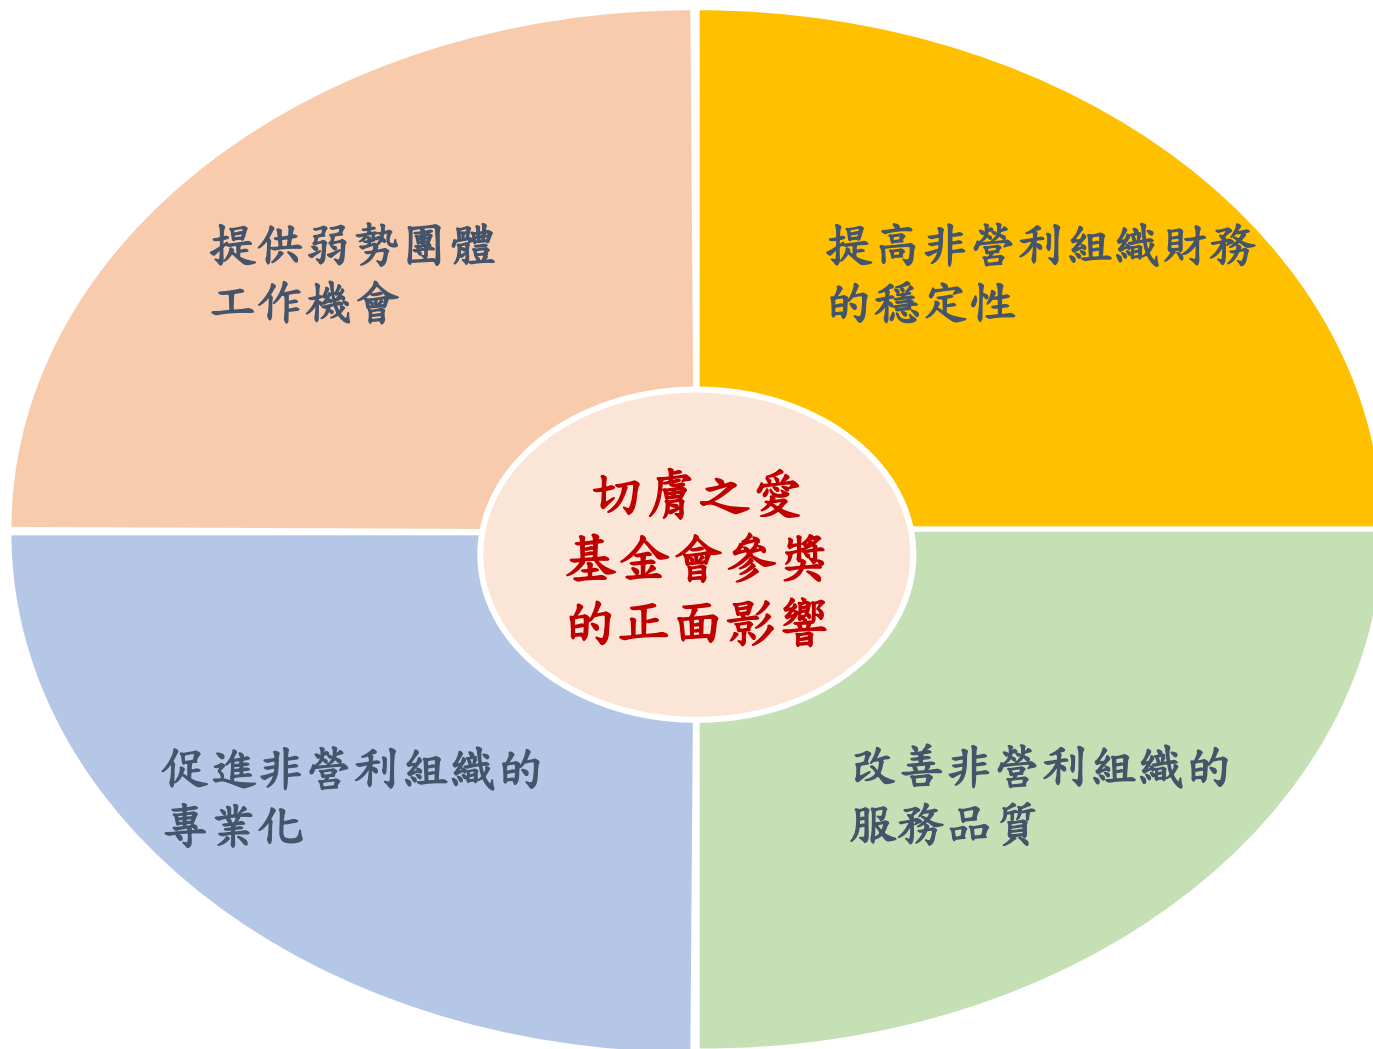 提供弱勢團體
工作機會
提高非營利組織財務
的穩定性
切膚之愛
基金會參獎
的正面影響
促進非營利組織的
專業化
改善非營利組織的
服務品質